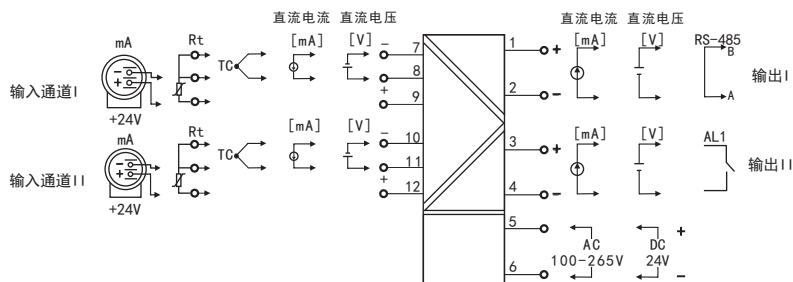 直流电流 直流电压 直流电流 直流电压
mA Rt TC [mA] [V] − 7 1 + [mA] [V] RS-485
B
输入通道I − + 8 输出I
+ 9 2 − A
+24V
mA Rt TC [mA] [V] − 10 3 + [mA] [V] AL1
输入通道II − + 11 输出II
+ 12 4 −
+24V
5 AC DC +
100-265V 24V
6 −